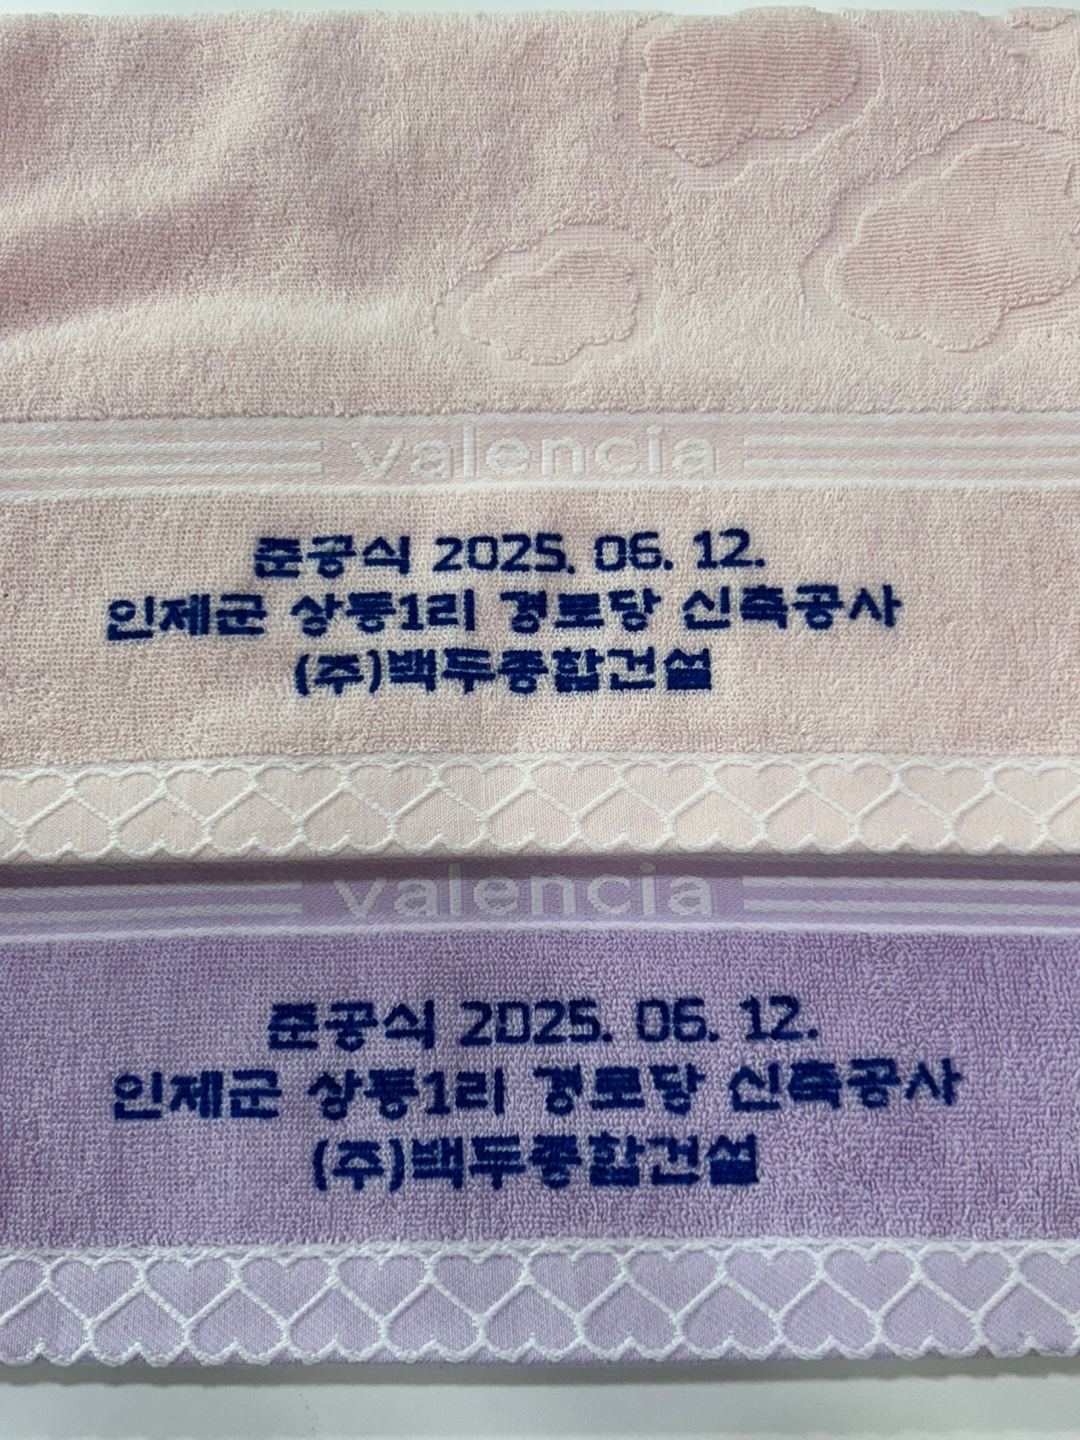 valencia
준공식 2025. 06. 12.
인제군 상동1리 경로당 신축공사
(주)백두종합건설
valencia
준공식 2025. 06. 12.
인제군 상동1리 경로당 신축공사
(주)백두종합건설